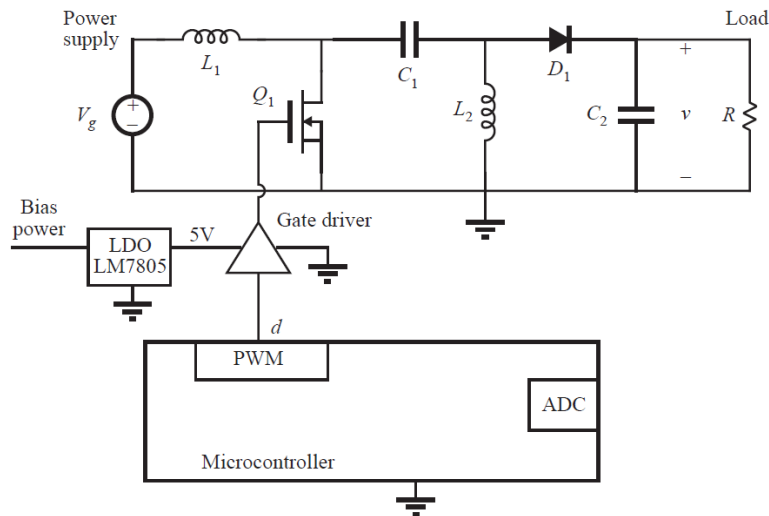 Power
supply
Load
L1
C1
D1
Q1
L2
C2
Vg
+
−
+
v
−
R
Bias
power
LDO
LM7805
5V
Gate driver
d
PWM
ADC
Microcontroller